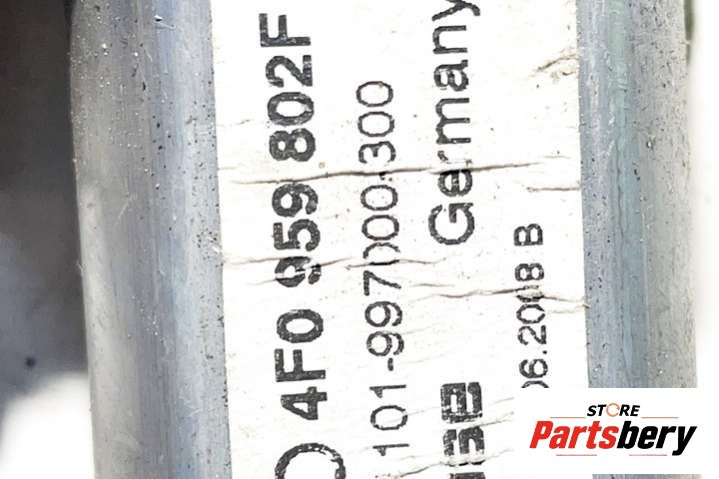 4F0 959 802F
101-997000-300
Germany
06.2008 B
STORE
Partsbery